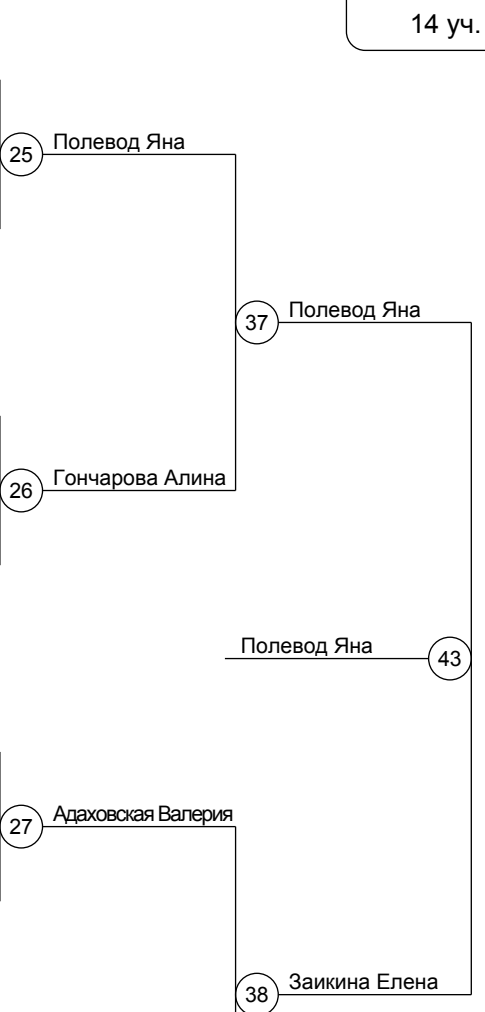 14 уч.
25
Полевод Яна
37
Полевод Яна
26
Гончарова Алина
Полевод Яна
43
27
Адаховская Валерия
38
Заикина Елена